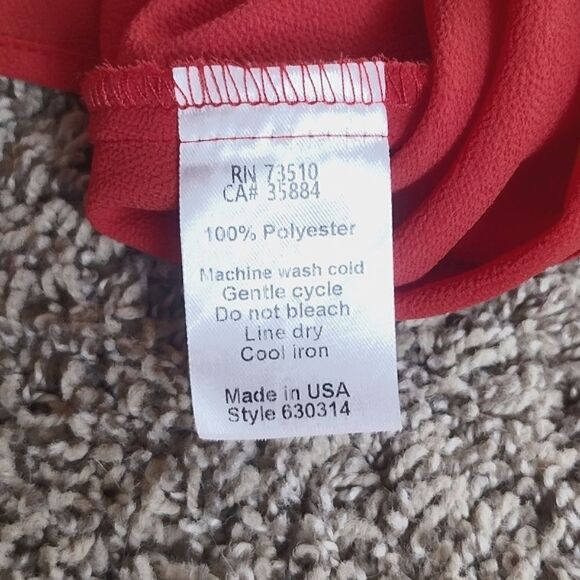 RN 73510
CA# 35884
100% Polyester
Machine wash cold
Gentle cycle
Do not bleach
Line dry
Cool iron
Made in USA
Style 630314